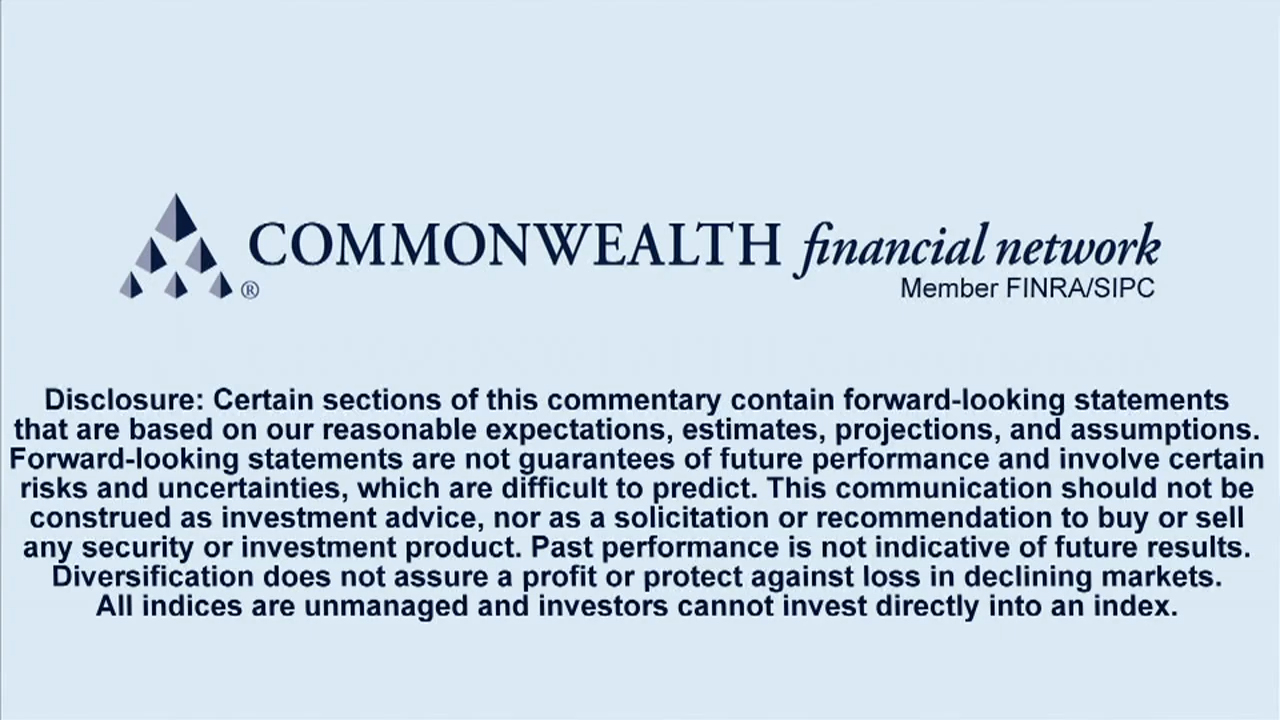 COMMONWEALTH financial network
®
Member FINRA/SIPC
Disclosure: Certain sections of this commentary contain forward-looking statements
that are based on our reasonable expectations, estimates, projections, and assumptions.
Forward-looking statements are not guarantees of future performance and involve certain
risks and uncertainties, which are difficult to predict. This communication should not be
construed as investment advice, nor as a solicitation or recommendation to buy or sell
any security or investment product. Past performance is not indicative of future results.
Diversification does not assure a profit or protect against loss in declining markets.
All indices are unmanaged and investors cannot invest directly into an index.